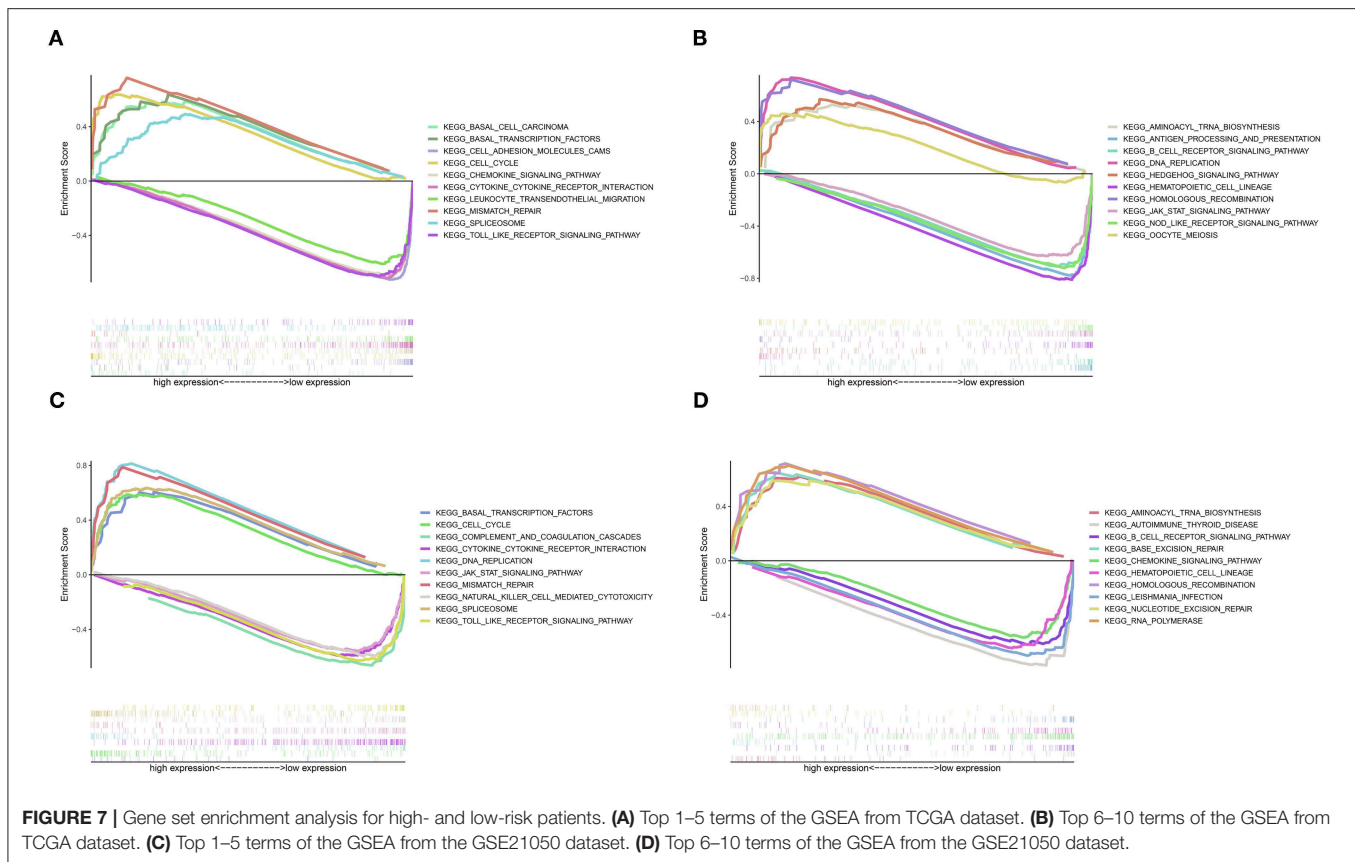 A
Enrichment Score
0.4
0.0
−0.4
KEGG_BASAL_CELL_CARCINOMA
KEGG_BASAL_TRANSCRIPTION_FACTORS
KEGG_CELL_ADHESION_MOLECULES_CAMS
KEGG_CELL_CYCLE
KEGG_CHEMOKINE_SIGNALING_PATHWAY
KEGG_CYTOKINE_CYTOKINE_RECEPTOR_INTERACTION
KEGG_LEUKOCYTE_TRANSENDOTHELIAL_MIGRATION
KEGG_MISMATCH_REPAIR
KEGG_SPLICEOSOME
KEGG_TOLL_LIKE_RECEPTOR_SIGNALING_PATHWAY
high expression<----------->low expression
B
Enrichment Score
0.4
0.0
−0.4
−0.8
KEGG_AMINOACYL_TRNA_BIOSYNTHESIS
KEGG_ANTIGEN_PROCESSING_AND_PRESENTATION
KEGG_B_CELL_RECEPTOR_SIGNALING_PATHWAY
KEGG_DNA_REPLICATION
KEGG_HEDGEHOG_SIGNALING_PATHWAY
KEGG_HEMATOPOIETIC_CELL_LINEAGE
KEGG_HOMOLOGOUS_RECOMBINATION
KEGG_JAK_STAT_SIGNALING_PATHWAY
KEGG_NOD_LIKE_RECEPTOR_SIGNALING_PATHWAY
KEGG_OOCYTE_MEIOSIS
high expression<----------->low expression
C
Enrichment Score
0.8
0.4
0.0
−0.4
KEGG_BASAL_TRANSCRIPTION_FACTORS
KEGG_CELL_CYCLE
KEGG_COMPLEMENT_AND_COAGULATION_CASCADES
KEGG_CYTOKINE_CYTOKINE_RECEPTOR_INTERACTION
KEGG_DNA_REPLICATION
KEGG_JAK_STAT_SIGNALING_PATHWAY
KEGG_MISMATCH_REPAIR
KEGG_NATURAL_KILLER_CELL_MEDIATED_CYTOTOXICITY
KEGG_SPLICEOSOME
KEGG_TOLL_LIKE_RECEPTOR_SIGNALING_PATHWAY
high expression<----------->low expression
D
Enrichment Score
0.4
0.0
−0.4
KEGG_AMINOACYL_TRNA_BIOSYNTHESIS
KEGG_AUTOIMMUNE_THYROID_DISEASE
KEGG_B_CELL_RECEPTOR_SIGNALING_PATHWAY
KEGG_BASE_EXCISION_REPAIR
KEGG_CHEMOKINE_SIGNALING_PATHWAY
KEGG_HEMATOPOIETIC_CELL_LINEAGE
KEGG_HOMOLOGOUS_RECOMBINATION
KEGG_LEISHMANIA_INFECTION
KEGG_NUCLEOTIDE_EXCISION_REPAIR
KEGG_RNA_POLYMERASE
high expression<----------->low expression
FIGURE 7 | Gene set enrichment analysis for high- and low-risk patients. (A) Top 1–5 terms of the GSEA from TCGA dataset. (B) Top 6–10 terms of the GSEA from
TCGA dataset. (C) Top 1–5 terms of the GSEA from the GSE21050 dataset. (D) Top 6–10 terms of the GSEA from the GSE21050 dataset.